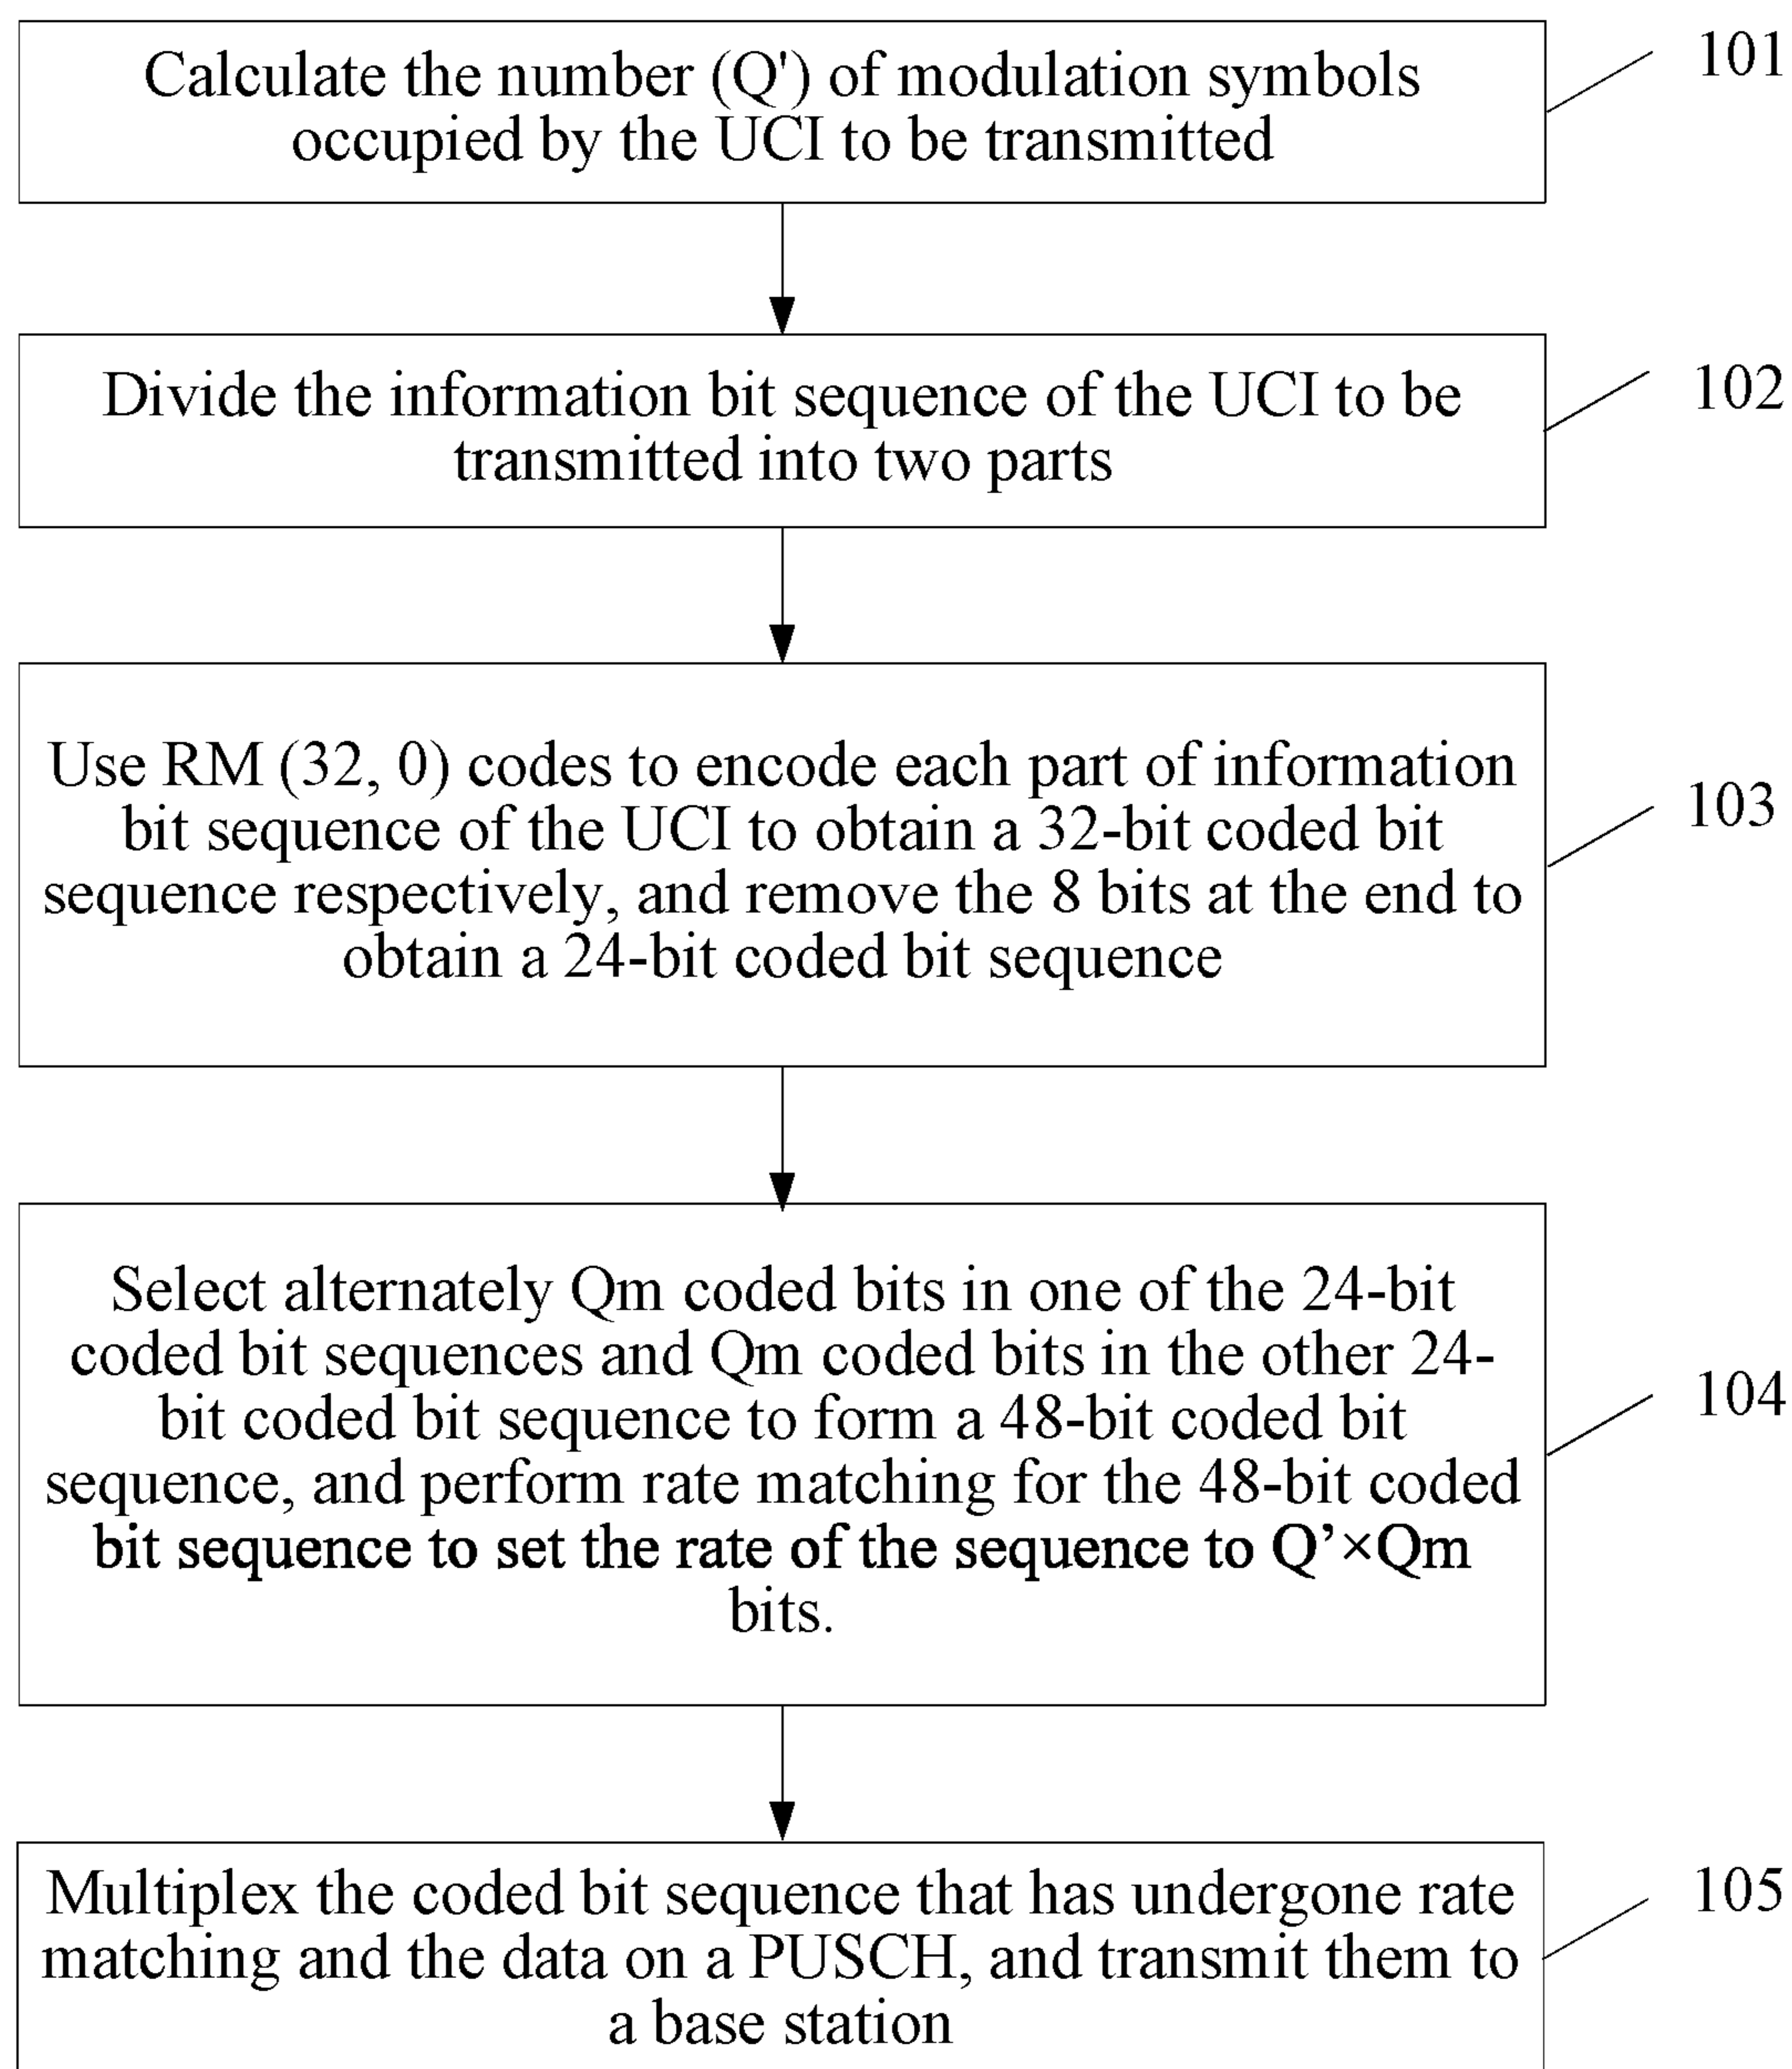 Calculate the number (Q') of modulation symbols
occupied by the UCI to be transmitted
101
Divide the information bit sequence of the UCI to be
transmitted into two parts
102
Use RM (32, 0) codes to encode each part of information
bit sequence of the UCI to obtain a 32-bit coded bit
sequence respectively, and remove the 8 bits at the end to
obtain a 24-bit coded bit sequence
103
Select alternately Qm coded bits in one of the 24-bit
coded bit sequences and Qm coded bits in the other 24-
bit coded bit sequence to form a 48-bit coded bit
sequence, and perform rate matching for the 48-bit coded
bit sequence to set the rate of the sequence to Q’×Qm
bits.
104
Multiplex the coded bit sequence that has undergone rate
matching and the data on a PUSCH, and transmit them to
a base station
105